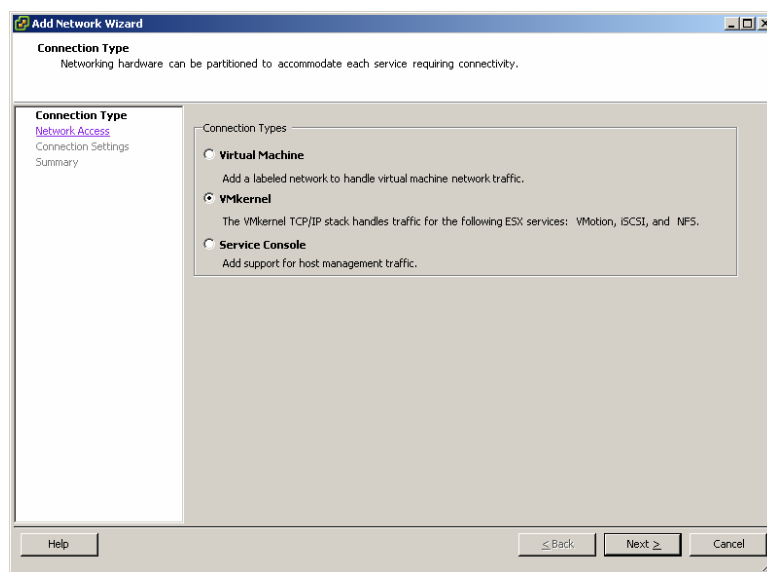 Add Network Wizard
Connection Type
Networking hardware can be partitioned to accommodate each service requiring connectivity.
Connection Type
Network Access
Connection Settings
Summary
Connection Types
Virtual Machine
Add a labeled network to handle virtual machine network traffic.
VMkernel
The VMkernel TCP/IP stack handles traffic for the following ESX services: VMotion, iSCSI, and NFS.
Service Console
Add support for host management traffic.
Help
< Back
Next >
Cancel